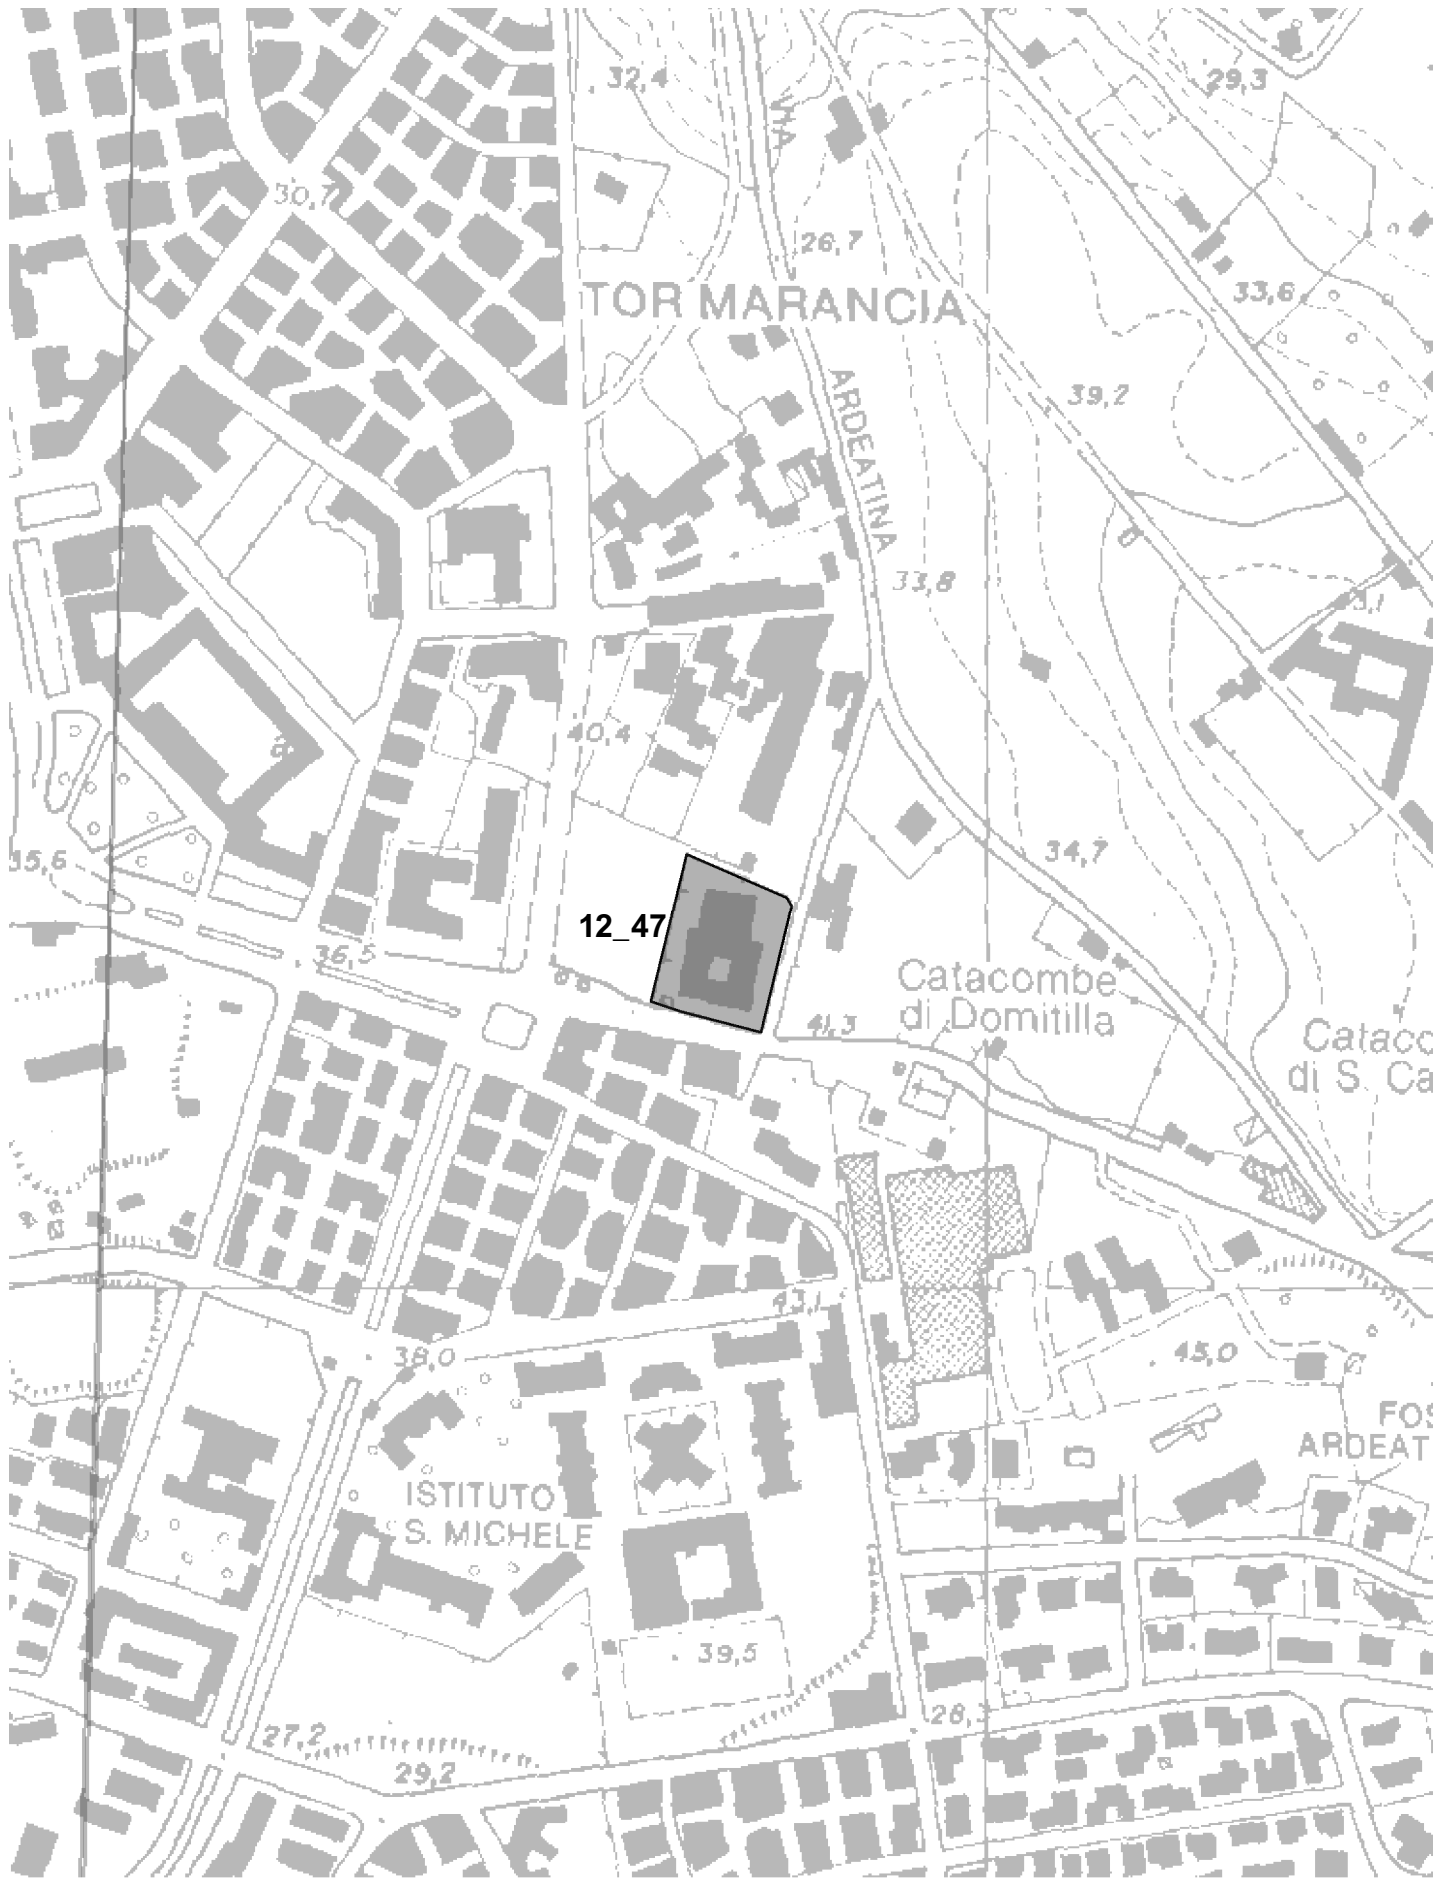 32,4
29,3
VIA
30,7
26,7
33,6
TOR MARANCIA
39,2
ARDEATINA
33,8
40,4
34,7
35,6
12_47
36,5
Catacombe
di Domitilla
41,3
Cataco
di S. Ca
43,1
38,0
45,0
FOS
ARDEAT
ISTITUTO
S. MICHELE
39,5
28,3
27,2
29,2